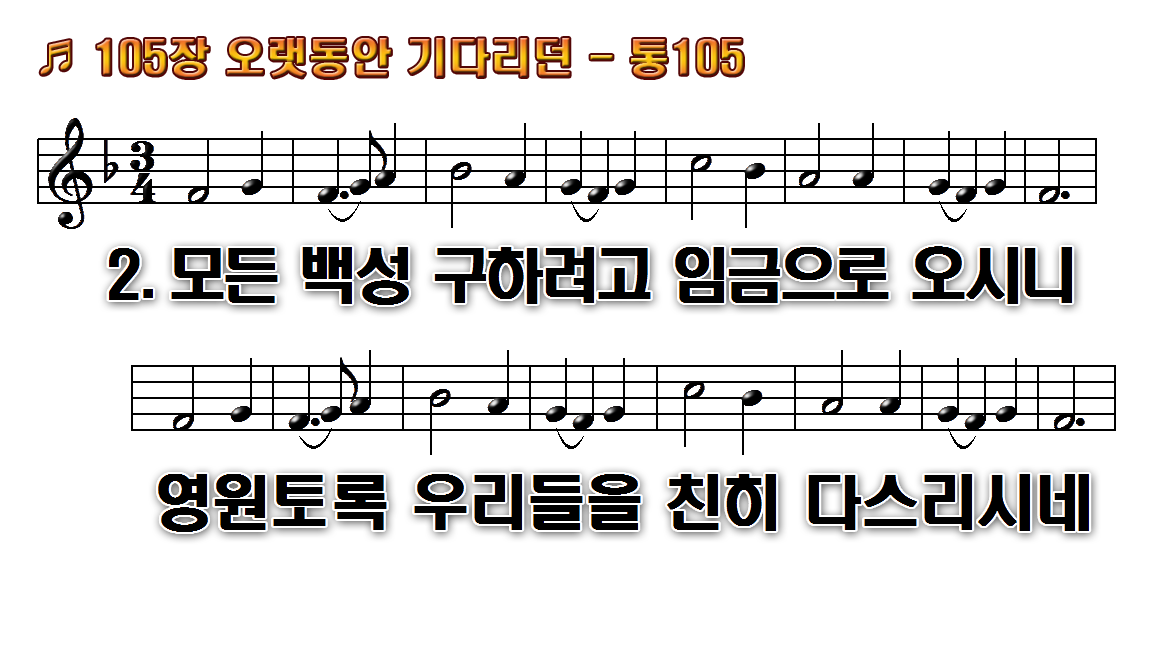 ♬ 105장 오랫동안 기다리던 - 통105
3
4
2. 모든 백성 구하려고 임금으로 오시니
영원토록 우리들을 친히 다스리시네